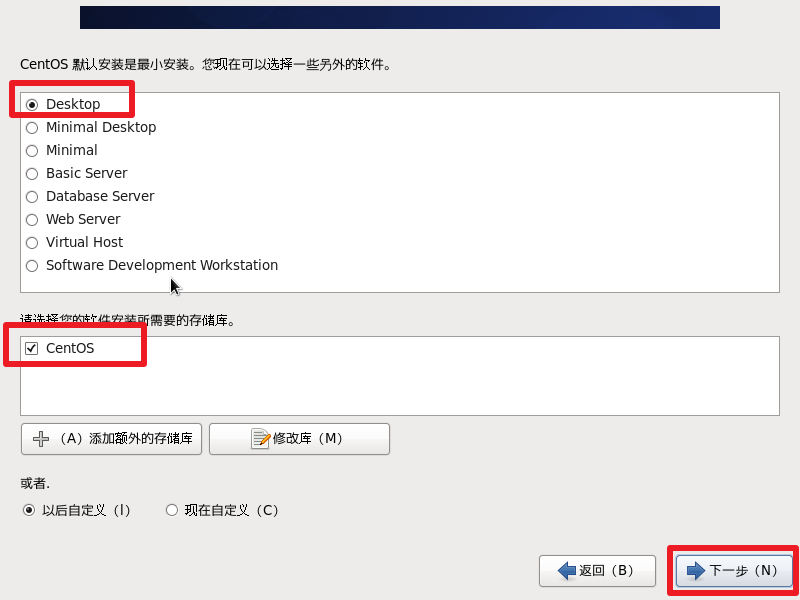 CentOS 默认安装是最小安装。您现在可以选择一些另外的软件。
Desktop
Minimal Desktop
Minimal
Basic Server
Database Server
Web Server
Virtual Host
Software Development Workstation
请选择您的软件安装所需要的存储库。
CentOS
（A）添加额外的存储库 修改库（M）
或者.
以后自定义（l） 现在自定义（C）
返回（B） 下一步（N）